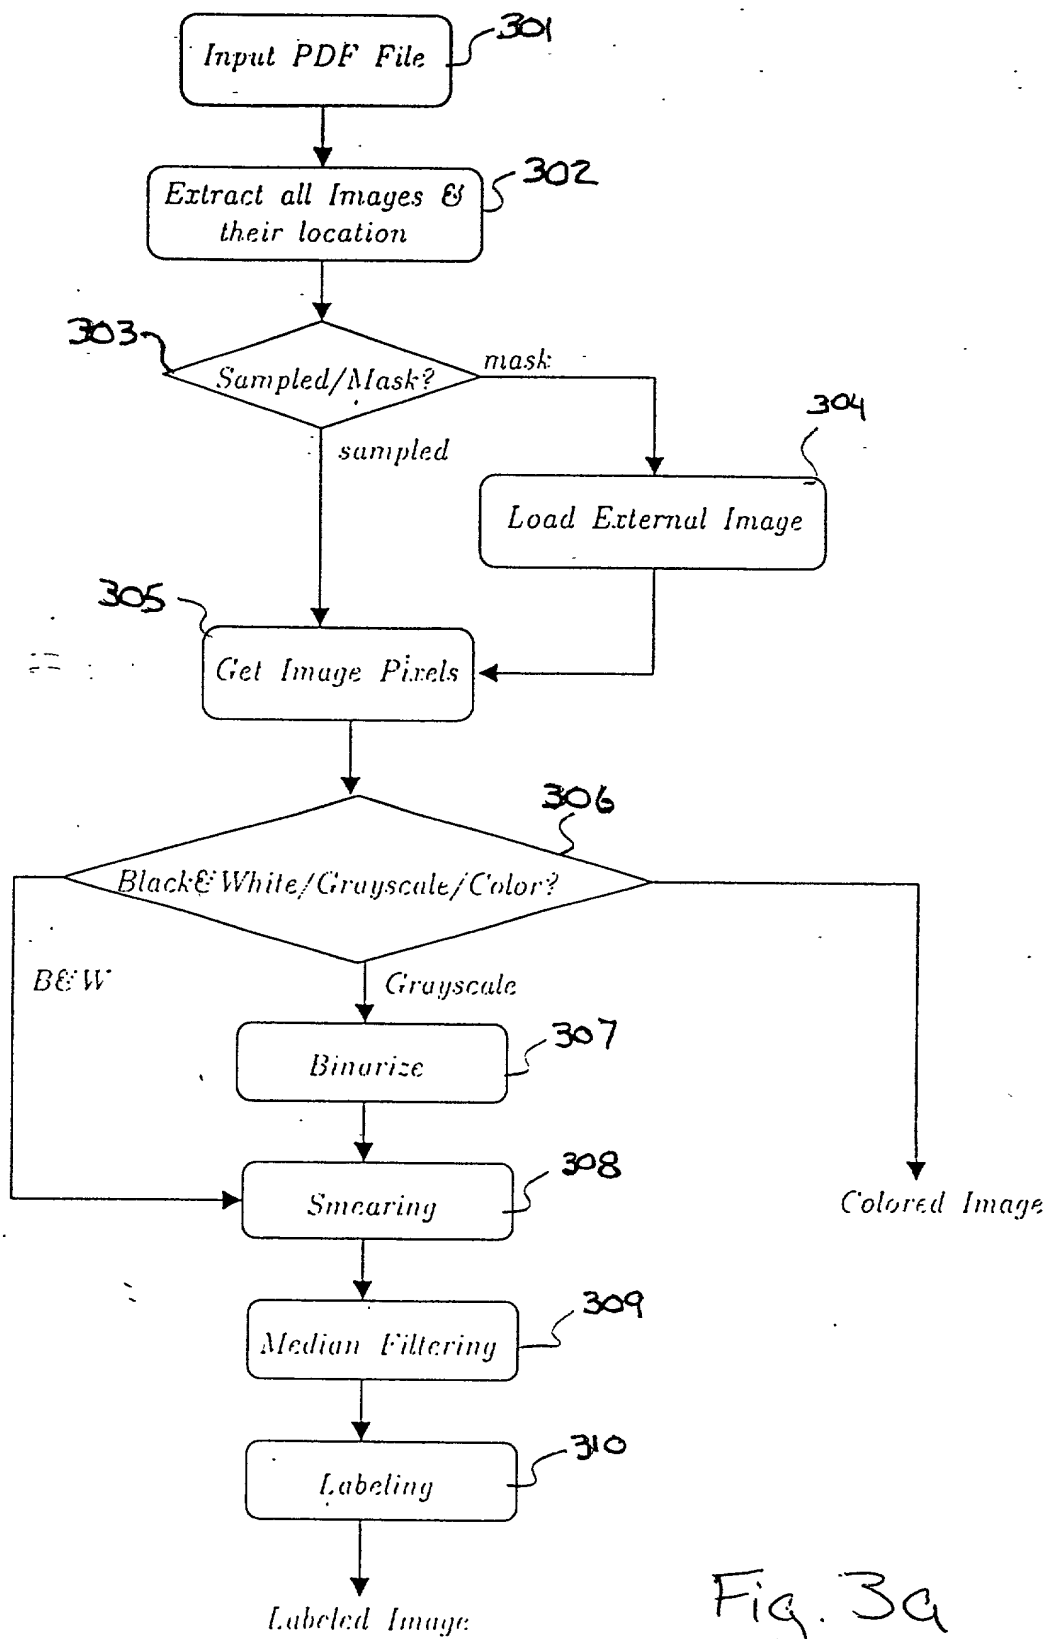 301
Input PDF File
302
Extract all Images &
their location
303
Sampled/Mask?
mask
304
sampled
Load External Image
305
Get Image Pixels
306
Black&White/Grayscale/Color?
B&W
Grayscale
307
Binarize
308
Smearing
Colored Image
309
Median Filtering
310
Labeling
Labeled Image
Fig. 3a